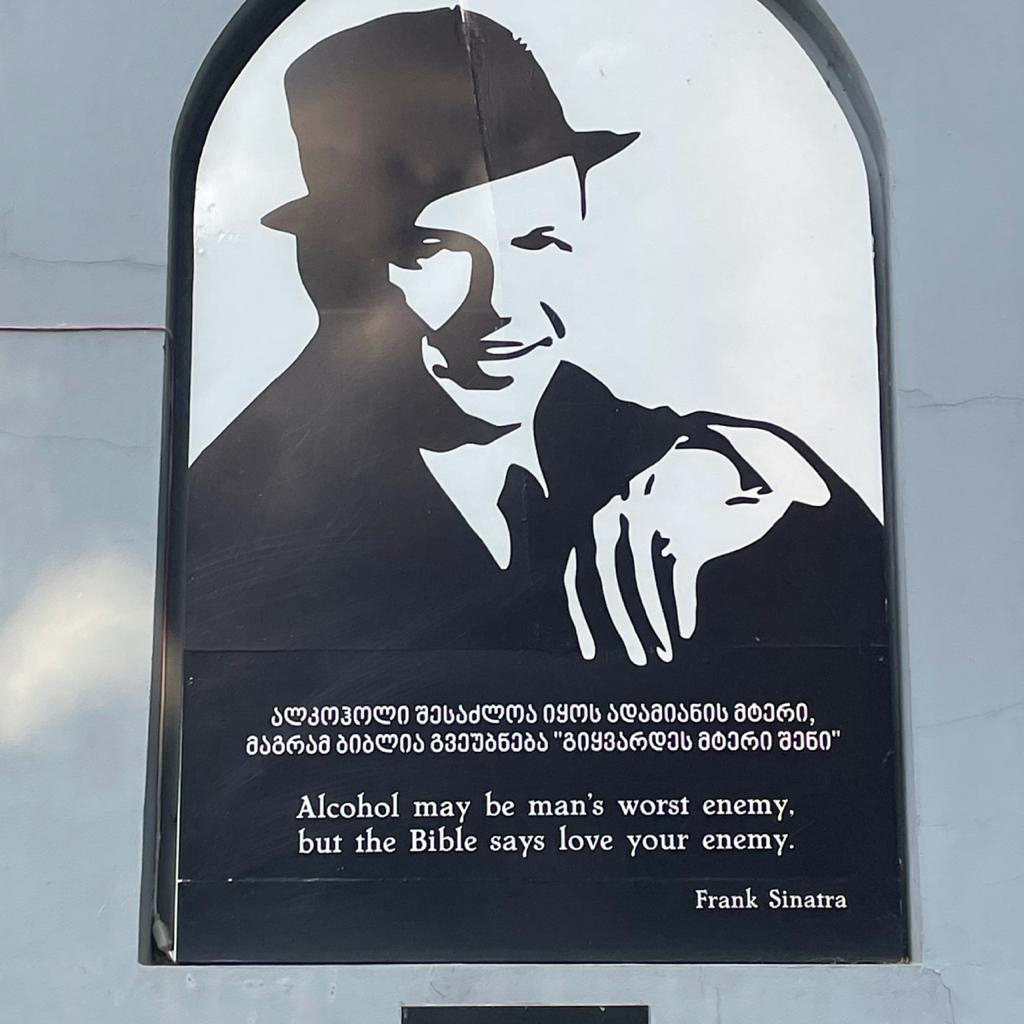 ალკოჰოლი შესაძლოა იყოს ადამიანის მტერი,
მაგრამ ბიბლია გვეუბნება "გიყვარდეს მტერი შენი"
Alcohol may be man's worst enemy,
but the Bible says love your enemy.
Frank Sinatra